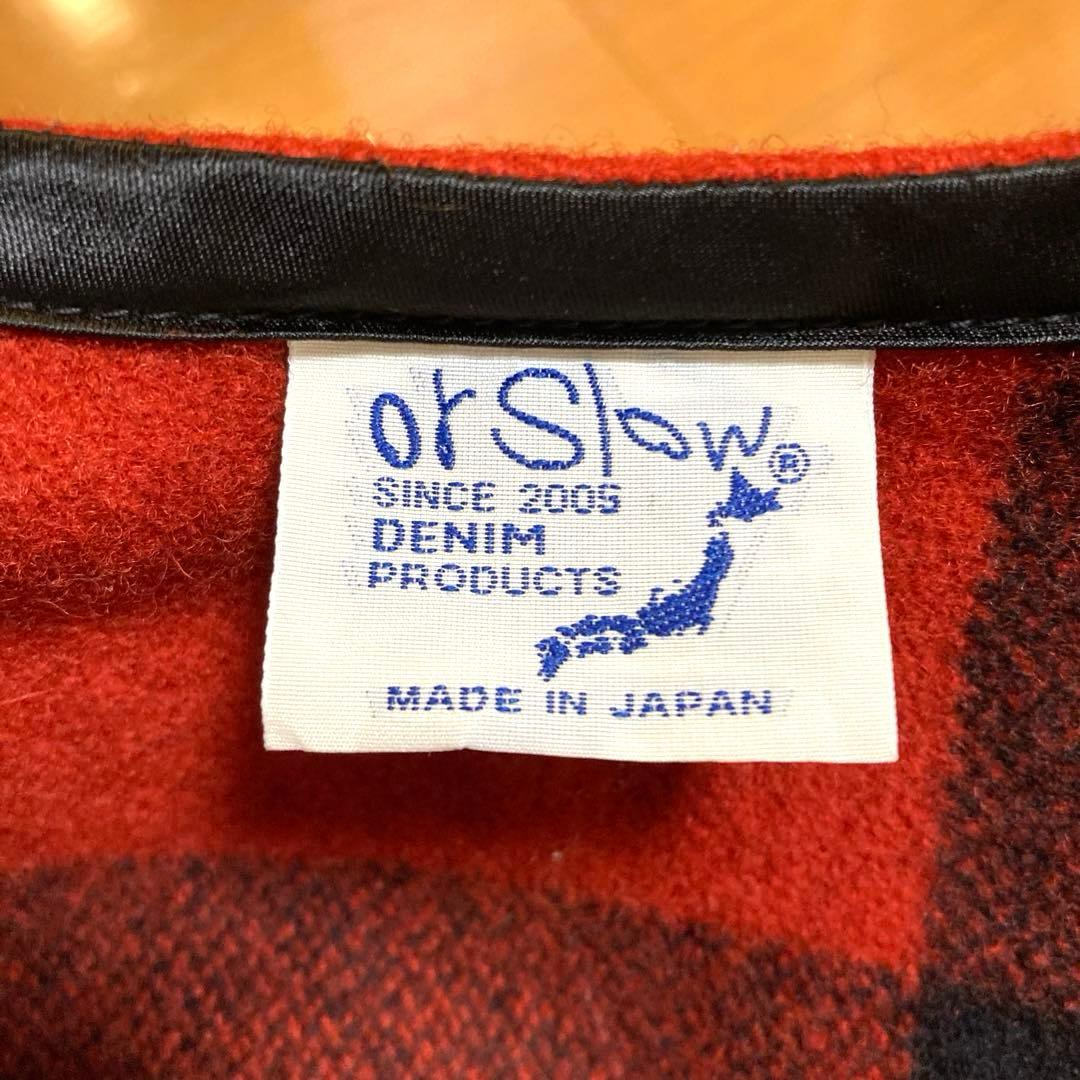 orSlow®
SINCE 2005
DENIM
PRODUCTS
MADE IN JAPAN